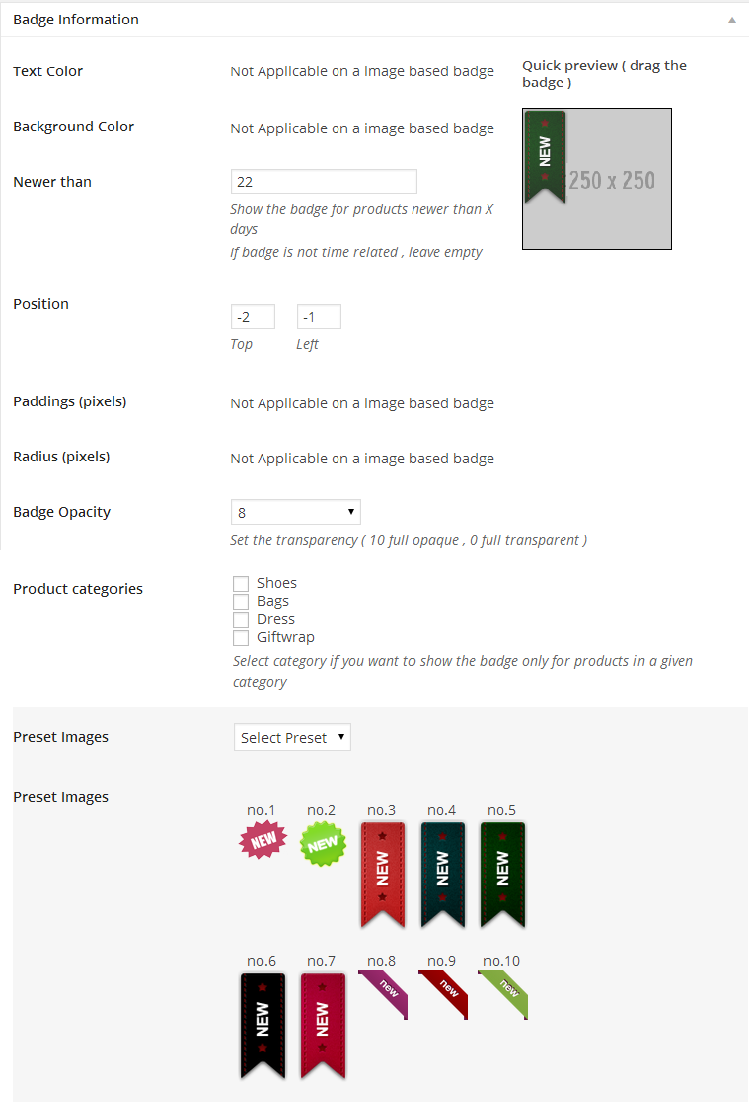 Badge Information
Text Color
Not Applicable on a image based badge
Quick preview ( drag the
badge )
Background Color
Not Applicable on a image based badge
NEW
250 x 250
Newer than
22
Show the badge for products newer than X
days
If badge is not time related , leave empty
Position
-2
-1
Top
Left
Paddings (pixels)
Not Applicable on a image based badge
Radius (pixels)
Not Applicable on a image based badge
Badge Opacity
8
Set the transparency ( 10 full opaque , 0 full transparent )
Product categories
Shoes
Bags
Dress
Giftwrap
Select category if you want to show the badge only for products in a given
category
Preset Images
Select Preset
Preset Images
no.1
no.2
no.3
no.4
no.5
NEW
NEW
NEW
NEW
NEW
no.6
no.7
no.8
no.9
no.10
NEW
NEW
new
new
new